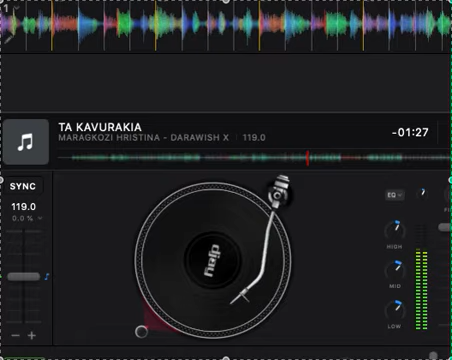 1
TA KAVURAKIA
MARAGKOZI HRISTINA - DARAWISH X 119.0
-01:27
SYNC
119.0
0.0 %
EQ
HIGH
MID
LOW
djay